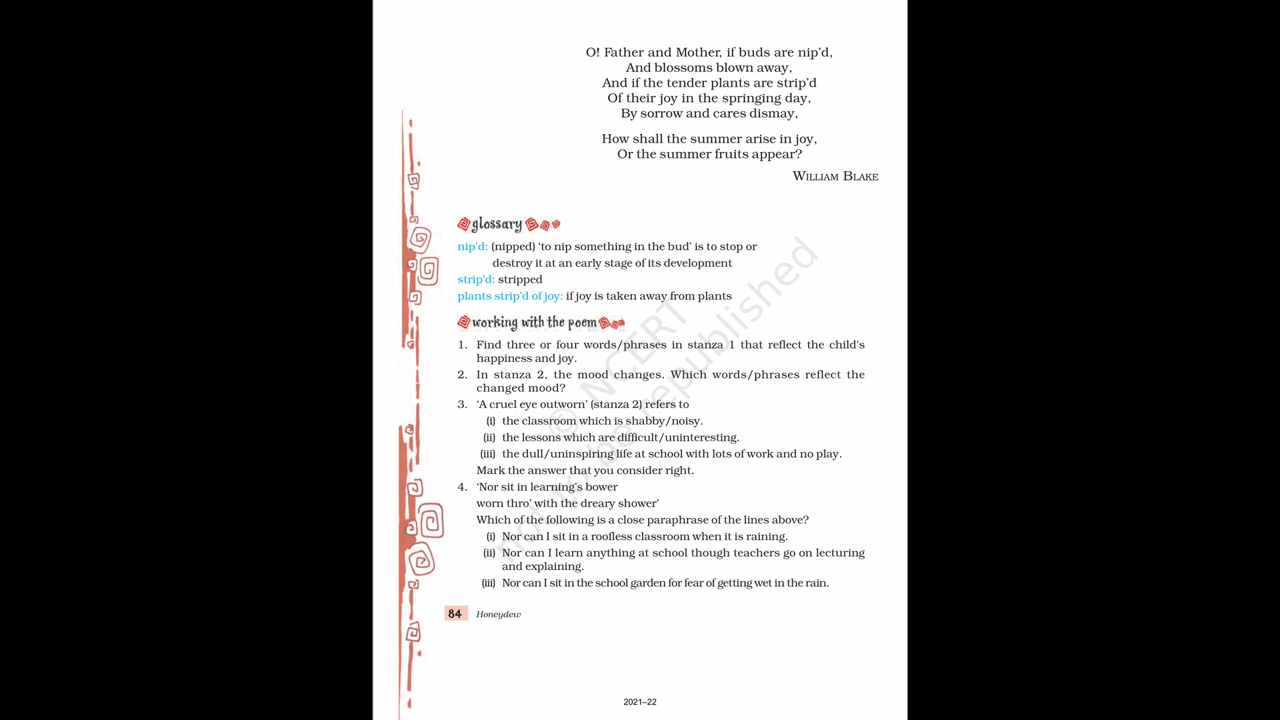 O! Father and Mother, if buds are nip'd,
And blossoms blown away,
And if the tender plants are strip'd
Of their joy in the springing day,
By sorrow and cares dismay,
How shall the summer arise in joy,
Or the summer fruits appear?
WILLIAM BLAKE
glossary
nip'd: (nipped) 'to nip something in the bud' is to stop or
destroy it at an early stage of its development
strip'd: stripped
plants strip'd of joy: if joy is taken away from plants
working with the poem
1. Find three or four words/phrases in stanza 1 that reflect the child's
happiness and joy.
2. In stanza 2, the mood changes. Which words/phrases reflect the
changed mood?
3. 'A cruel eye outworn' (stanza 2) refers to
(i) the classroom which is shabby/noisy.
(ii) the lessons which are difficult/uninteresting.
(iii) the dull/uninspiring life at school with lots of work and no play.
Mark the answer that you consider right.
4. 'Nor sit in learning's bower
worn thro' with the dreary shower'
Which of the following is a close paraphrase of the lines above?
(i) Nor can I sit in a roofless classroom when it is raining.
(ii) Nor can I learn anything at school though teachers go on lecturing
and explaining.
(iii) Nor can I sit in the school garden for fear of getting wet in the rain.
84 Honeydew
2021–22
© NCERT
not to be republished